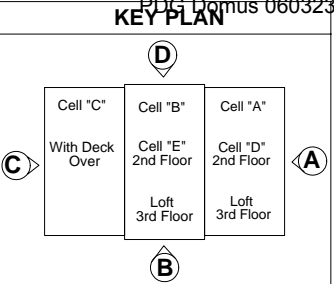 PDG Domus 060323
KEY PLAN
D
Cell "C"
Cell "B"
Cell "A"
With Deck
Over
Cell "E"
2nd Floor
Cell "D"
2nd Floor
C
A
Loft
3rd Floor
Loft
3rd Floor
B